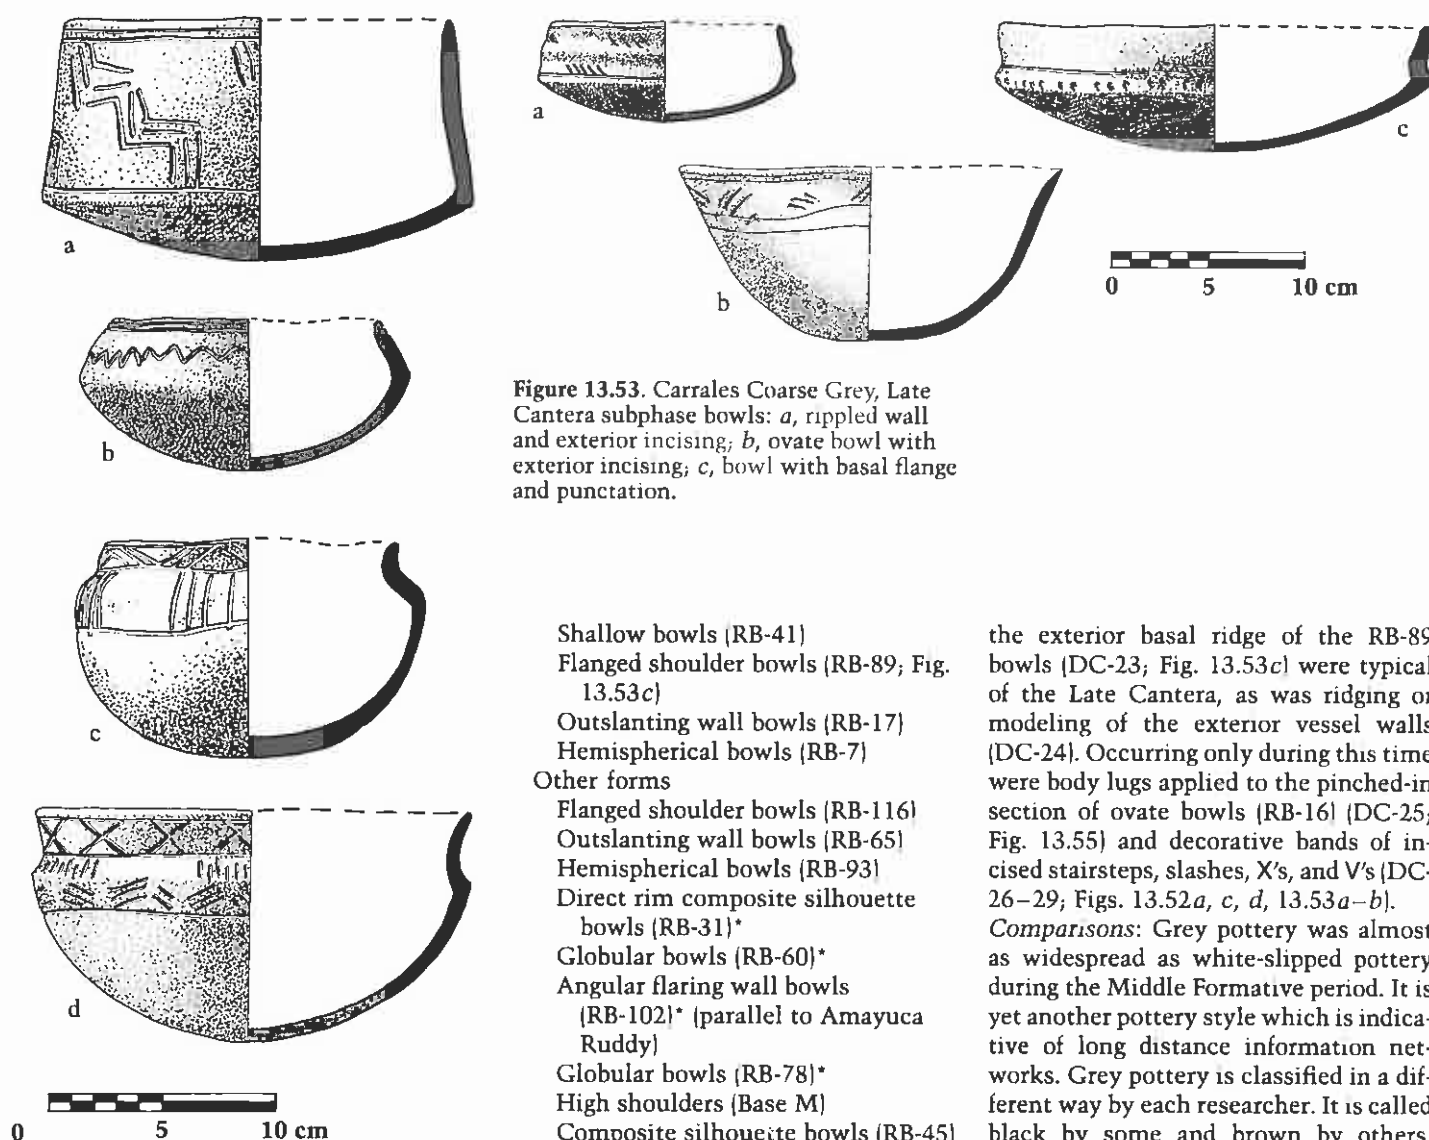 a
b
c
d
0 5 10 cm
a
b
c
0 5 10 cm
Figure 13.53. Carrales Coarse Grey, Late
Cantera subphase bowls: a, rippled wall
and exterior incising; b, ovate bowl with
exterior incising; c, bowl with basal flange
and punctation.
Shallow bowls (RB-41)
Flanged shoulder bowls (RB-89; Fig.
13.53c)
Outslanting wall bowls (RB-17)
Hemispherical bowls (RB-7)
Other forms
Flanged shoulder bowls (RB-116)
Outslanting wall bowls (RB-65)
Hemispherical bowls (RB-93)
Direct rim composite silhouette
bowls (RB-31)*
Globular bowls (RB-60)*
Angular flaring wall bowls
(RB-102)* (parallel to Amayuca
Ruddy)
Globular bowls (RB-78)*
High shoulders (Base M)
Composite silhouette bowls (RB-45)
the exterior basal ridge of the RB-89
bowls (DC-23; Fig. 13.53c) were typical
of the Late Cantera, as was ridging or
modeling of the exterior vessel walls
(DC-24). Occurring only during this time
were body lugs applied to the pinched-in
section of ovate bowls (RB-16) (DC-25;
Fig. 13.55) and decorative bands of in-
cised stairsteps, slashes, X's, and V's (DC-
26–29; Figs. 13.52a, c, d, 13.53a–b).
Comparisons: Grey pottery was almost
as widespread as white-slipped pottery
during the Middle Formative period. It is
yet another pottery style which is indica-
tive of long distance information net-
works. Grey pottery is classified in a dif-
ferent way by each researcher. It is called
black by some and brown by others